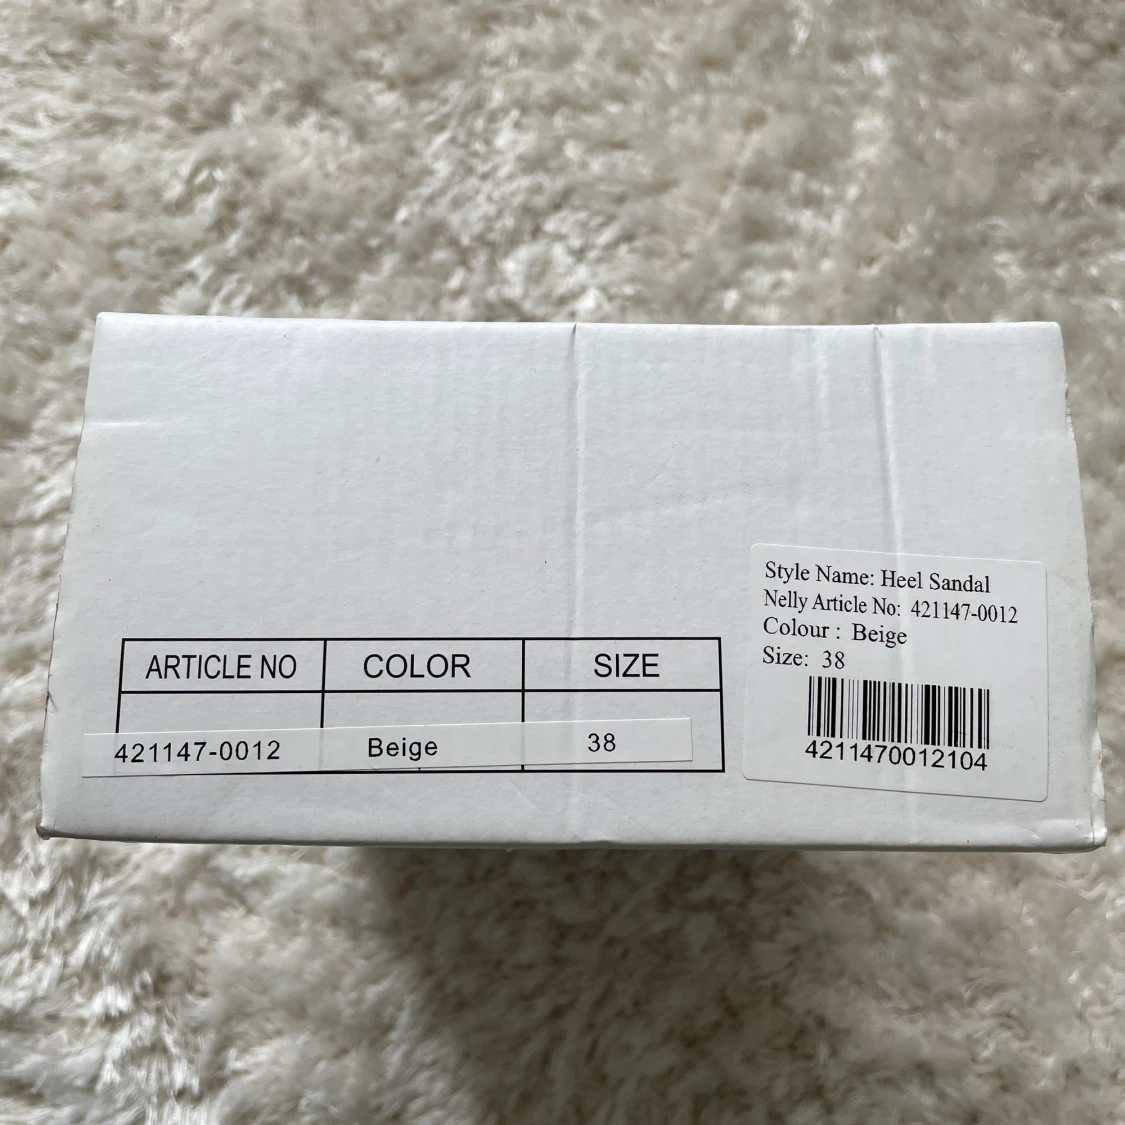 ARTICLE NO COLOR SIZE
421147-0012 Beige 38
Style Name: Heel Sandal
Nelly Article No: 421147-0012
Colour : Beige
Size: 38
4211470012104